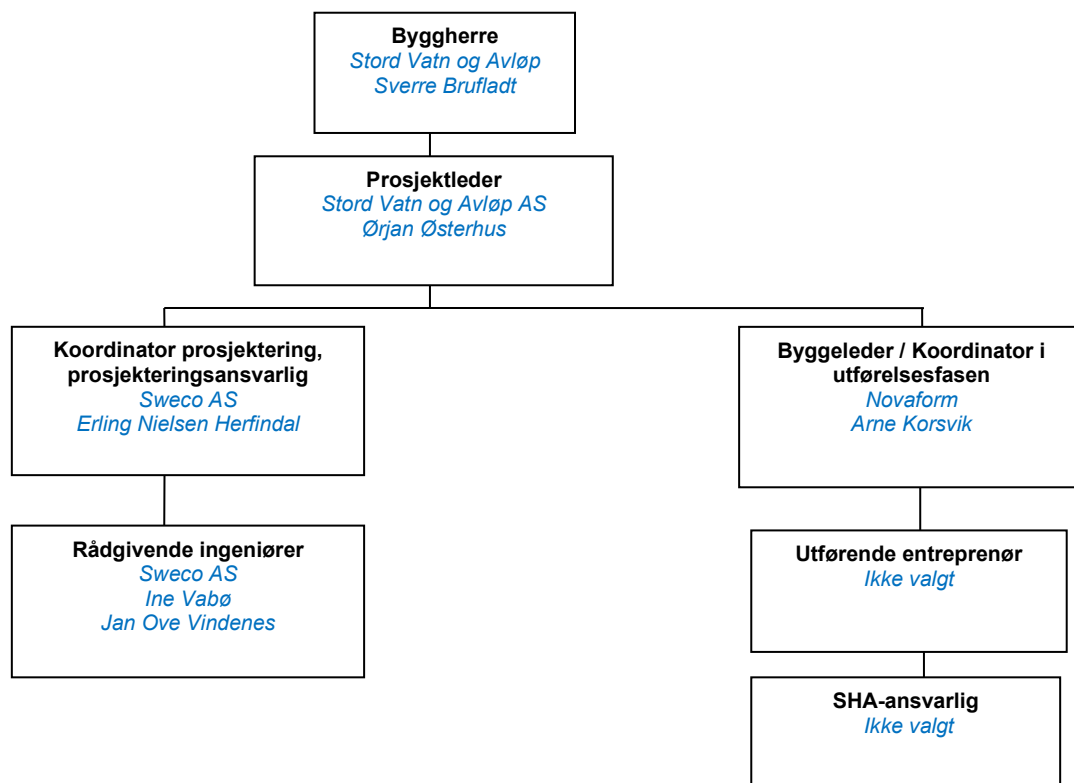 Byggherre
Stord Vatn og Avløp
Sverre Brufladt
Prosjektleder
Stord Vatn og Avløp AS
Ørjan Østerhus
Koordinator prosjektering,
prosjekteringsansvarlig
Sweco AS
Erling Nielsen Herfindal
Byggeleder / Koordinator i
utførelsesfasen
Novaform
Arne Korsvik
Rådgivende ingeniører
Sweco AS
Ine Vabø
Jan Ove Vindenes
Utførende entreprenør
Ikke valgt
SHA-ansvarlig
Ikke valgt